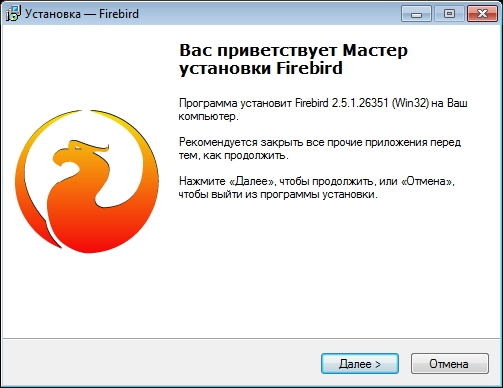 Установка — Firebird
Вас приветствует Мастер
установки Firebird
Программа установит Firebird 2.5.1.26351 (Win32) на Ваш
компьютер.
Рекомендуется закрыть все прочие приложения перед
тем, как продолжить.
Нажмите «Далее», чтобы продолжить, или «Отмена»,
чтобы выйти из программы установки.
Далее >
Отмена